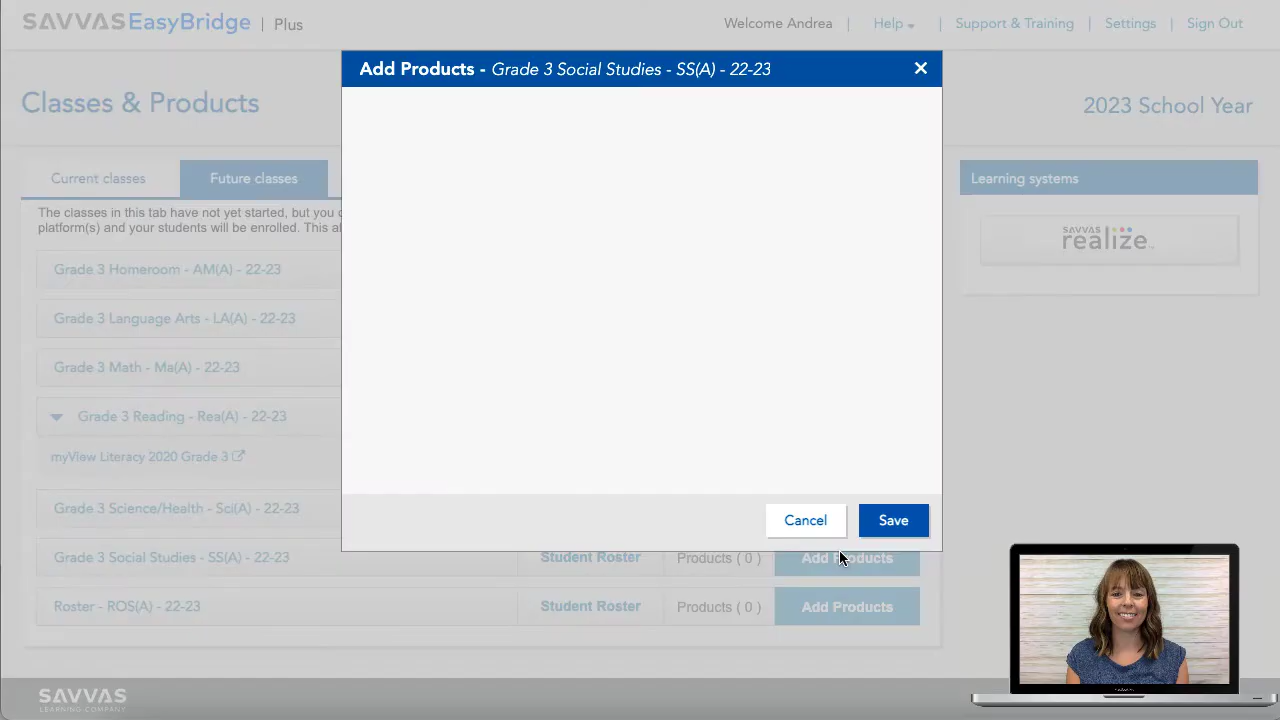 SAVVAS EasyBridge | Plus
Welcome Andrea | Help | Support & Training | Settings | Sign Out
Add Products - Grade 3 Social Studies - SS(A) - 22-23
Classes & Products
2023 School Year
Current classes
Future classes
Learning systems
The classes in this tab have not yet started, but you
platform(s) and your students will be enrolled. This
SAVVAS
realize
Grade 3 Homeroom - AM(A) - 22-23
Grade 3 Language Arts - LA(A) - 22-23
Grade 3 Math - Ma(A) - 22-23
Grade 3 Reading - Rea(A) - 22-23
myView Literacy 2020 Grade 3
Grade 3 Science/Health - Sci(A) - 22-23
Cancel
Save
Grade 3 Social Studies - SS(A) - 22-23 Student Roster Products ( 0 ) Add Products
Roster - ROS(A) - 22-23 Student Roster Products ( 0 ) Add Products
SAVVAS
LEARNING COMPANY